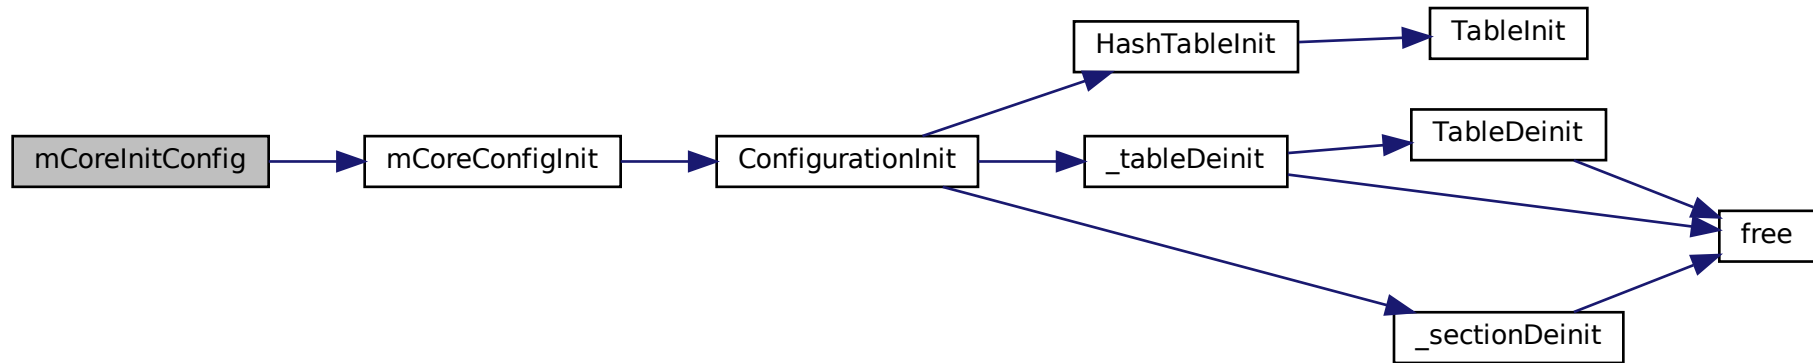 mCoreInitConfig
mCoreConfigInit
ConfigurationInit
HashTableInit
TableInit
_tableDeinit
TableDeinit
free
_sectionDeinit